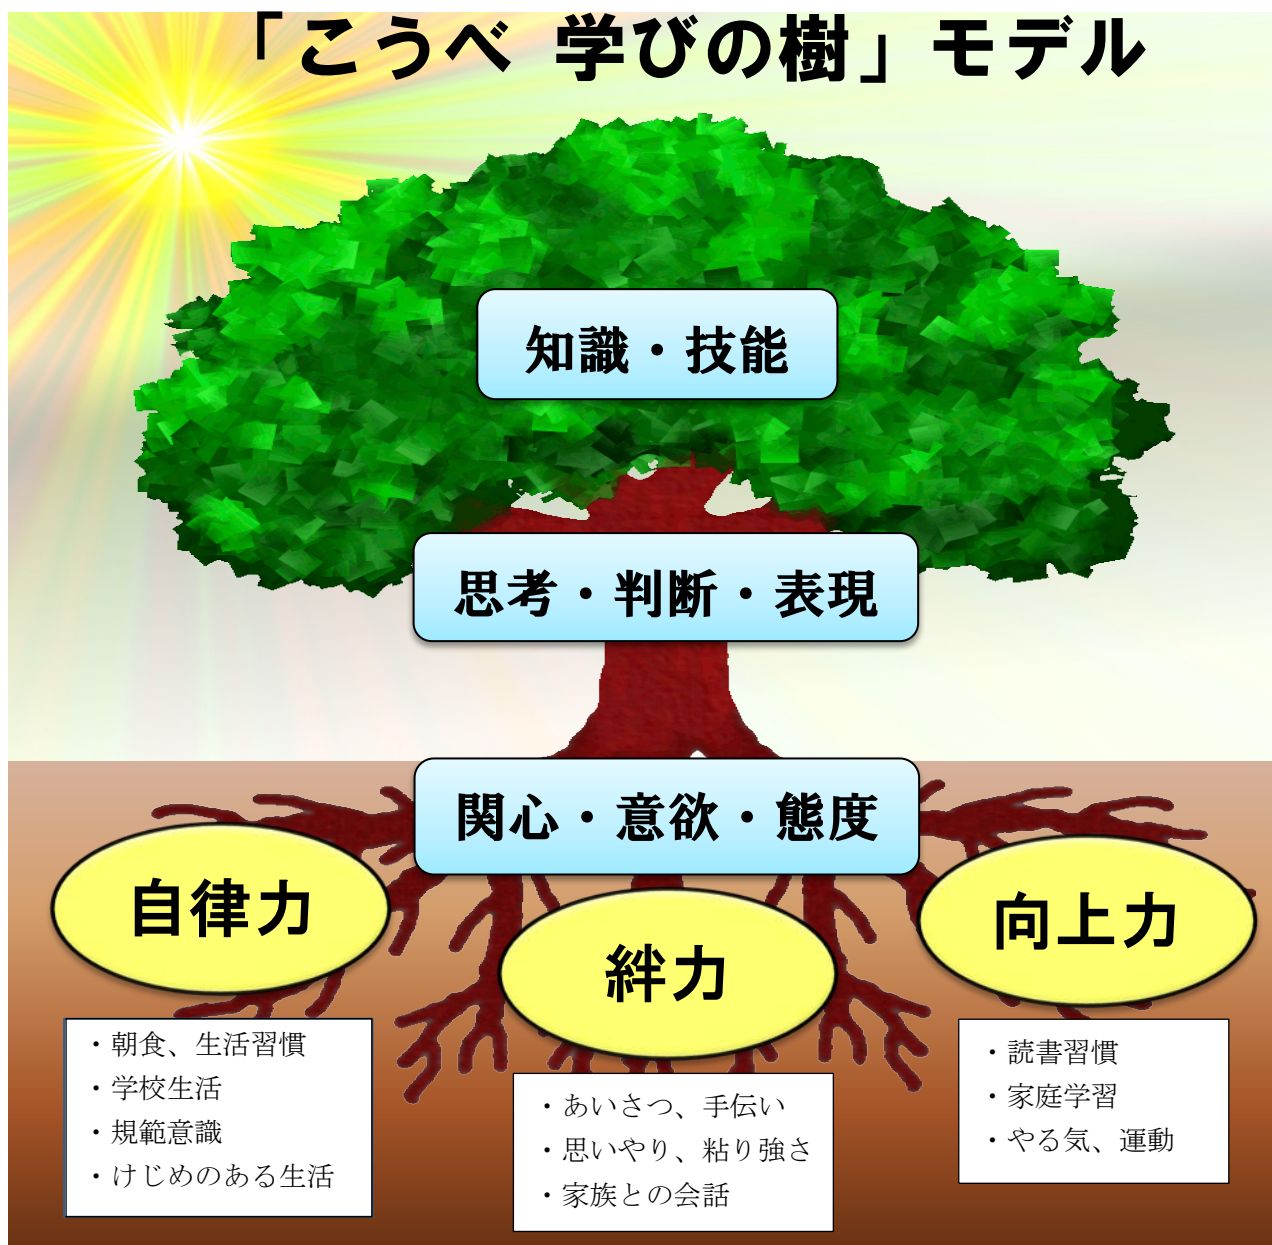 「こうべ 学びの樹」モデル
知識・技能
思考・判断・表現
関心・意欲・態度
自律力
・朝食、生活習慣
・学校生活
・規範意識
・けじめのある生活
絆力
・あいさつ、手伝い
・思いやり、粘り強さ
・家族との会話
向上力
・読書習慣
・家庭学習
・やる気、運動